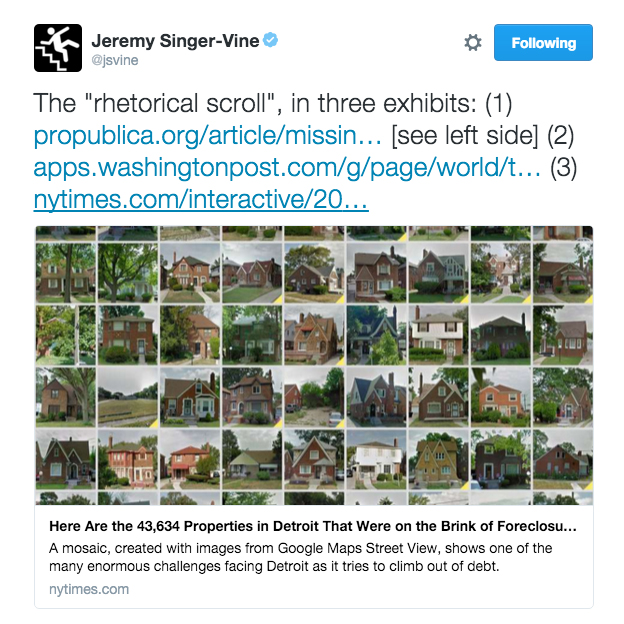 Jeremy Singer-Vine
@jsvine
Following
The "rhetorical scroll", in three exhibits: (1)
propublica.org/article/missin… [see left side] (2)
apps.washingtonpost.com/g/page/world/t… (3)
nytimes.com/interactive/20…
Here Are the 43,634 Properties in Detroit That Were on the Brink of Foreclosu…
A mosaic, created with images from Google Maps Street View, shows one of the
many enormous challenges facing Detroit as it tries to climb out of debt.
nytimes.com